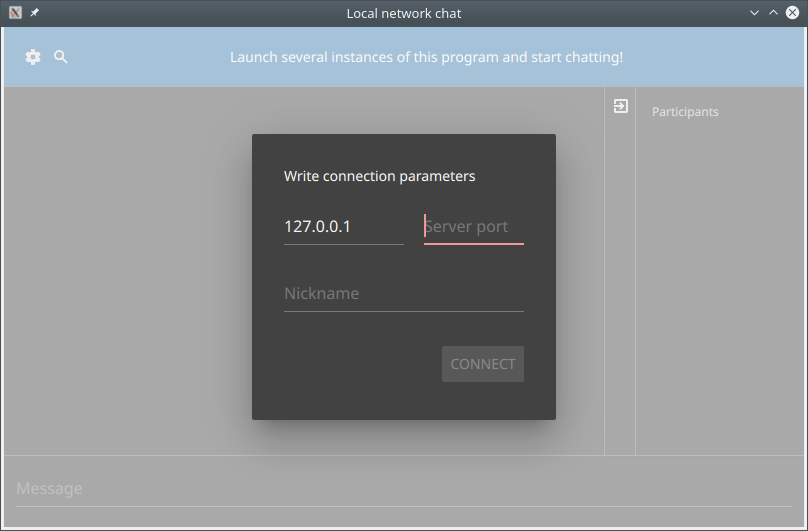 Local network chat
Launch several instances of this program and start chatting!
Participants
Write connection parameters
127.0.0.1
Server port
Nickname
CONNECT
Message